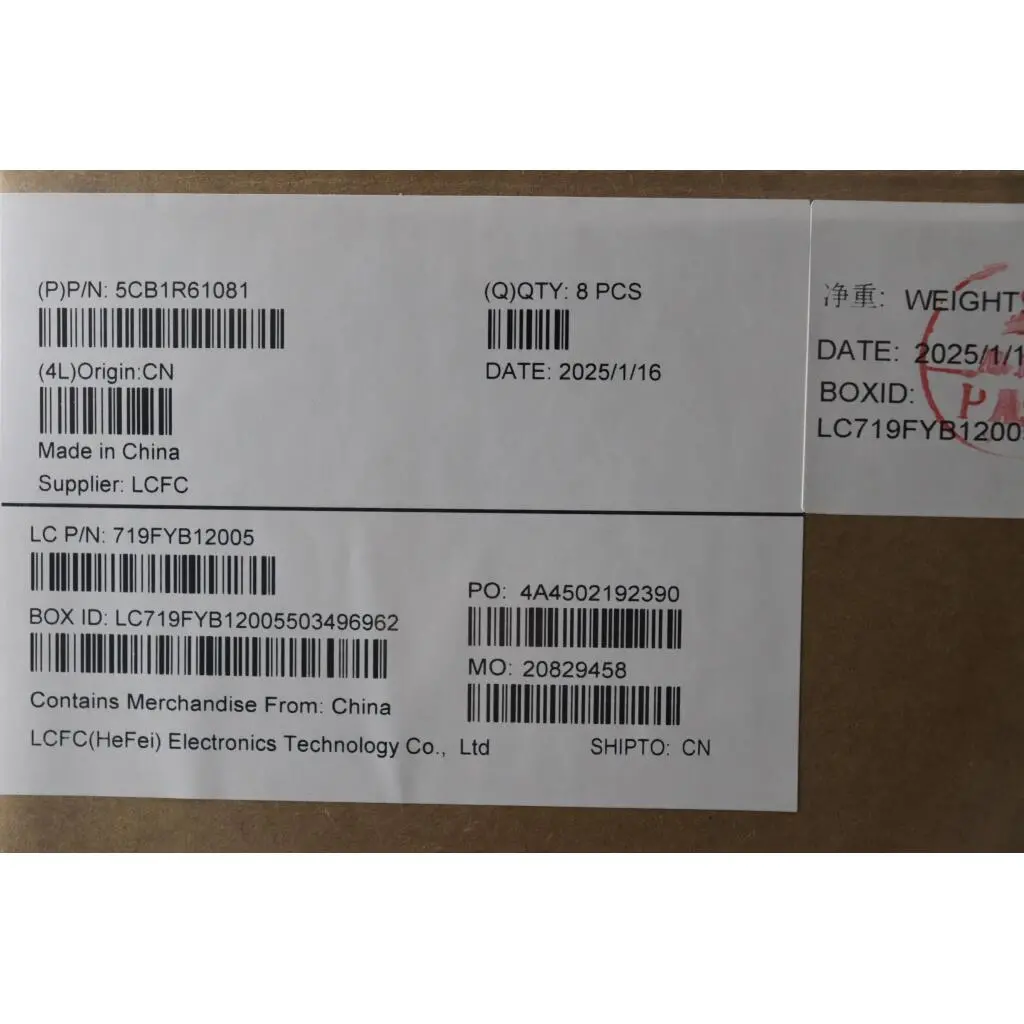 (P)P/N: 5CB1R61081
(Q)QTY: 8 PCS
(4L)Origin:CN
DATE: 2025/1/16
Made in China
Supplier: LCFC
LC P/N: 719FYB12005
PO: 4A4502192390
BOX ID: LC719FYB12005503496962
MO: 20829458
Contains Merchandise From: China
LCFC(HeFei) Electronics Technology Co., Ltd
SHIPTO: CN
净重: WEIGHT
DATE: 2025/1/1
BOXID:
LC719FYB1200
PA